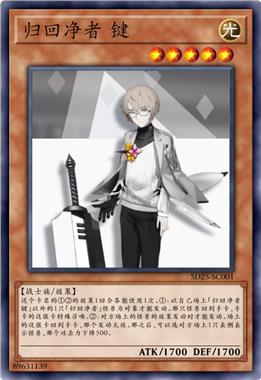 归回净者 键
光
SD25-SC001
【战士族/效果】
这个卡名的①②的效果1回合各能使用1次。①：以自己场上「归回净者
键」以外的1只「归回净者」怪兽为对象才能发动。那只怪兽回到手卡，手
卡的这张卡特殊召唤。②：对方场上的怪兽的效果发动时才能发动。场上
的这张卡回到手卡，那个发动无效。那之后，可以选对方场上1只表侧表
示怪兽，那个攻击力下降500。
ATK/1700 DEF/1700
89631139